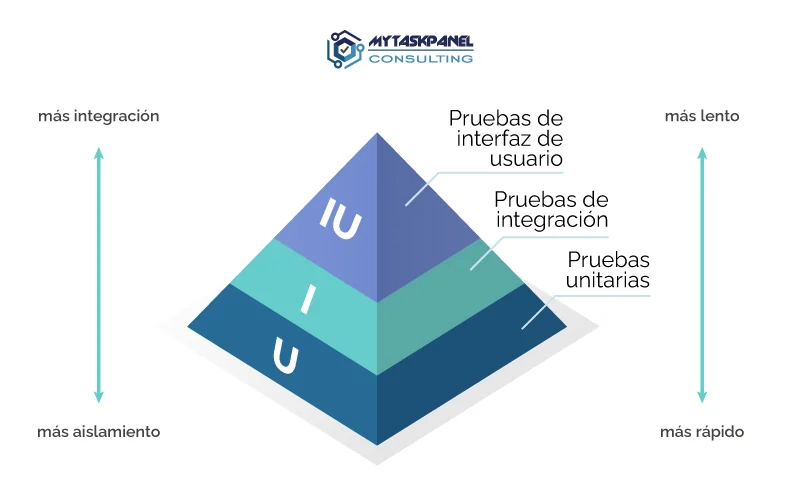 MYTASKPANEL
CONSULTING
más integración
más lento
Pruebas de
interfaz de
usuario
Pruebas de
integración
Pruebas
unitarias
IU
I
U
más aislamiento
más rápido